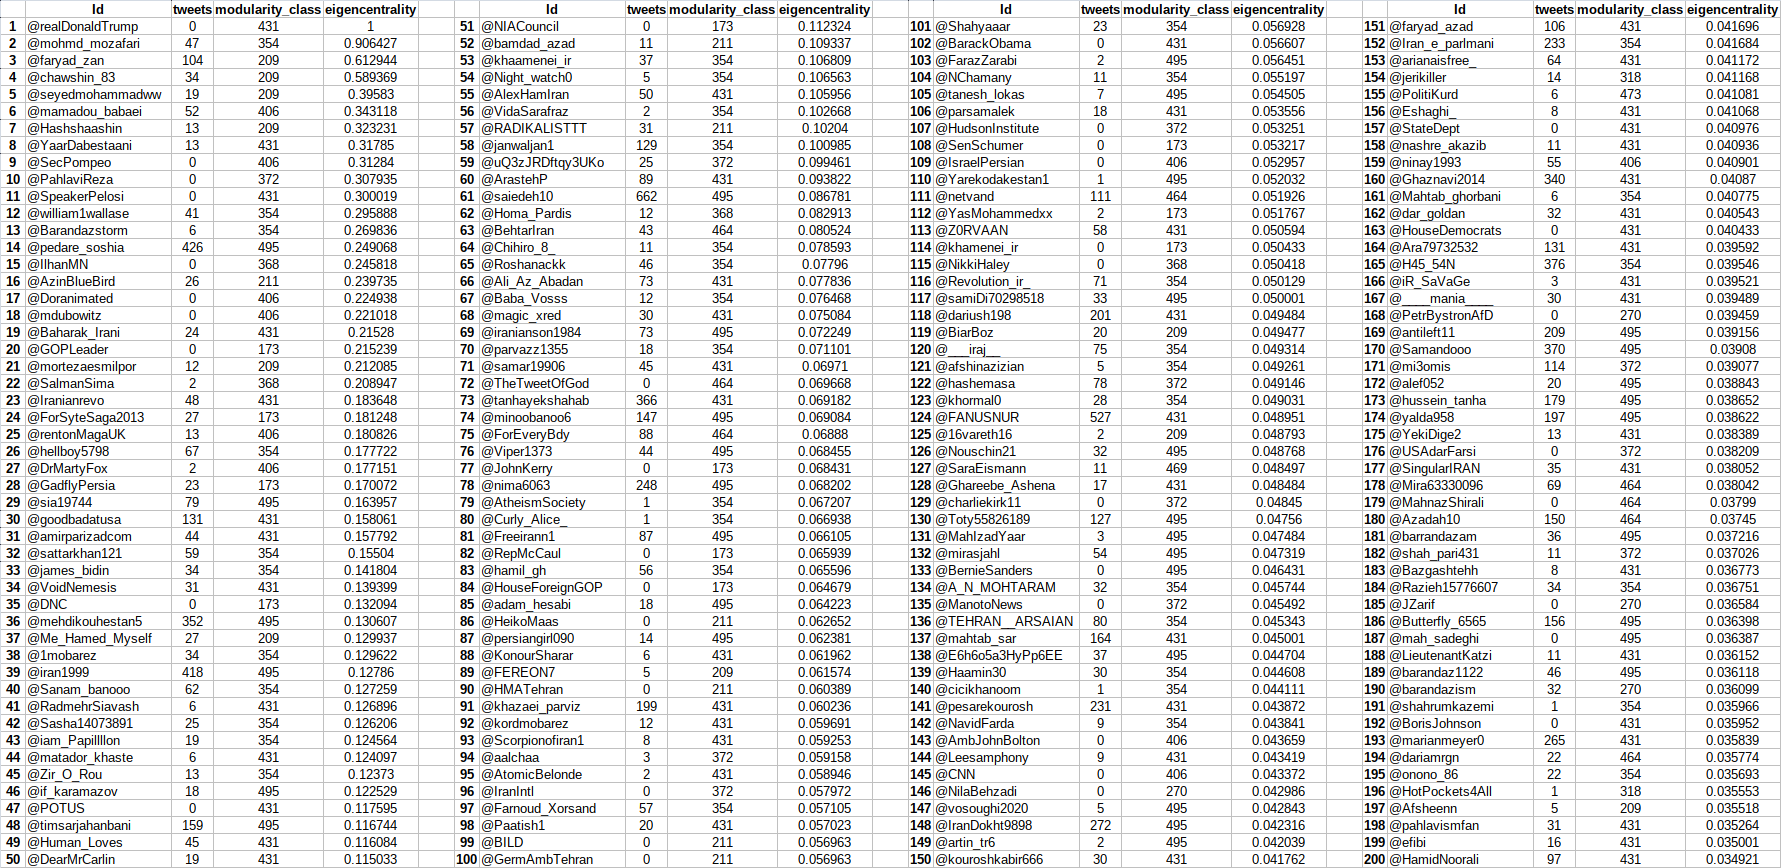 Id tweets modularity_class eigencentrality
1 @realDonaldTrump 0 431 1
2 @mohmd_mozafari 47 354 0.906427
3 @faryad_zan 104 209 0.612944
4 @chawshin_83 34 209 0.589369
5 @seyedmohammadww 19 209 0.39583
6 @mamadou_babaei 52 406 0.343118
7 @Hashshaashin 13 209 0.323231
8 @YaarDabestaani 13 431 0.31785
9 @SecPompeo 0 406 0.31284
10 @PahlaviReza 0 372 0.307935
11 @SpeakerPelosi 0 431 0.300019
12 @william1wallase 41 354 0.295888
13 @Barandazstorm 6 354 0.269836
14 @pedare_soshia 426 495 0.249068
15 @IlhanMN 0 368 0.245818
16 @AzinBlueBird 26 211 0.239735
17 @Doranimated 0 406 0.224938
18 @mdubowitz 0 406 0.221018
19 @Baharak_Irani 24 431 0.21528
20 @GOPLeader 0 173 0.215239
21 @mortezaesmilpor 12 209 0.212085
22 @SalmanSima 2 368 0.208947
23 @Iranianrevo 48 431 0.183648
24 @ForSyteSaga2013 27 173 0.181248
25 @rentonMagaUK 13 406 0.180826
26 @hellboy5798 67 354 0.177722
27 @DrMartyFox 2 406 0.177151
28 @GadflyPersia 23 173 0.170072
29 @sia19744 79 495 0.163957
30 @goodbadatusa 131 431 0.158061
31 @amirparizadcom 44 431 0.157792
32 @sattarkhan121 59 354 0.15504
33 @james_bidin 34 354 0.141804
34 @VoidNemesis 31 431 0.139399
35 @DNC 0 173 0.132094
36 @mehdikouhestan5 352 495 0.130607
37 @Me_Hamed_Myself 27 209 0.129937
38 @1mobarez 34 354 0.129622
39 @iran1999 418 495 0.12786
40 @Sanam_banooo 62 354 0.127259
41 @RadmehrSiavash 6 431 0.126896
42 @Sasha14073891 25 354 0.126206
43 @iam_Papillllon 19 354 0.124564
44 @matador_khaste 6 431 0.124097
45 @Zir_O_Rou 13 354 0.12373
46 @if_karamazov 18 495 0.122529
47 @POTUS 0 431 0.117595
48 @timsarjahanbani 159 495 0.116744
49 @Human_Loves 45 431 0.116084
50 @DearMrCarlin 19 431 0.115033
Id tweets modularity_class eigencentrality
51 @NIACouncil 0 173 0.112324
52 @bamdad_azad 11 211 0.109337
53 @khaamenei_ir 37 354 0.106809
54 @Night_watch0 5 354 0.106563
55 @AlexHamIran 50 431 0.105956
56 @VidaSarafraz 2 354 0.102668
57 @RADIKALISTTT 31 211 0.10204
58 @janwaljan1 129 354 0.100985
59 @uQ3zJRDftqy3UKo 25 372 0.099461
60 @ArastehP 89 431 0.093822
61 @saiedeh10 662 495 0.086781
62 @Homa_Pardis 12 368 0.082913
63 @BehtarIran 43 464 0.080524
64 @Chihiro_8_ 11 354 0.078593
65 @Roshanackk 46 354 0.07796
66 @Ali_Az_Abadan 73 431 0.077836
67 @Baba_Vosss 12 354 0.076468
68 @magic_xred 30 431 0.075084
69 @iranianson1984 73 495 0.072249
70 @parvazz1355 18 354 0.071101
71 @samar19906 45 431 0.06971
72 @TheTweetOfGod 0 464 0.069668
73 @tanhayekshahab 366 431 0.069182
74 @minoobanoo6 147 495 0.069084
75 @ForEveryBdy 88 464 0.06888
76 @Viper1373 44 495 0.068455
77 @JohnKerry 0 173 0.068431
78 @nima6063 248 495 0.068202
79 @AtheismSociety 1 354 0.067207
80 @Curly_Alice_ 1 354 0.066938
81 @Freeirann1 87 495 0.066105
82 @RepMcCaul 0 173 0.065939
83 @hamil_gh 56 354 0.065596
84 @HouseForeignGOP 0 173 0.064679
85 @adam_hesabi 18 495 0.064223
86 @HeikoMaas 0 211 0.062652
87 @persiangirl090 14 495 0.062381
88 @KonourSharar 6 431 0.061962
89 @FEREON7 5 209 0.061574
90 @HMATehran 0 211 0.060389
91 @khazaei_parviz 199 431 0.060236
92 @kordmobarez 12 431 0.059691
93 @Scorpionofiran1 8 431 0.059253
94 @aalchaa 3 372 0.059158
95 @AtomicBelonde 2 431 0.058946
96 @IranIntl 0 372 0.057972
97 @Farnoud_Xorsand 57 354 0.057105
98 @Paatish1 20 431 0.057023
99 @BILD 0 211 0.056963
100 @GermAmbTehran 0 211 0.056963
Id tweets modularity_class eigencentrality
101 @Shahyaaar 23 354 0.056928
102 @BarackObama 0 431 0.056607
103 @FarazZarabi 2 495 0.056451
104 @NChamany 11 354 0.055197
105 @tanesh_lokas 7 495 0.054505
106 @parsamalek 18 431 0.053556
107 @HudsonInstitute 0 372 0.053251
108 @SenSchumer 0 173 0.053217
109 @IsraelPersian 0 406 0.052957
110 @Yarekodakestan1 1 495 0.052032
111 @netvand 111 464 0.051926
112 @YasMohammedxx 2 173 0.051767
113 @Z0RVAAN 58 431 0.050594
114 @khamenei_ir 0 173 0.050433
115 @NikkiHaley 0 368 0.050418
116 @Revolution_ir_ 71 354 0.050129
117 @samiDi70298518 33 495 0.050001
118 @dariush198 201 431 0.049484
119 @BiarBoz 20 209 0.049477
120 @___iraj__ 75 354 0.049314
121 @afshinazizian 5 354 0.049261
122 @hashemasa 78 372 0.049146
123 @khormal0 28 354 0.049031
124 @FANUSNUR 527 431 0.048951
125 @16vareth16 2 209 0.048793
126 @Nouschin21 32 495 0.048768
127 @SaraEismann 11 469 0.048497
128 @Ghareebe_Ashena 17 431 0.048484
129 @charliekirk11 0 372 0.04845
130 @Toty55826189 127 495 0.04756
131 @MahIzadYaar 3 495 0.047484
132 @mirasjahl 54 495 0.047319
133 @BernieSanders 0 495 0.046431
134 @A_N_MOHTARAM 32 354 0.045744
135 @ManotoNews 0 372 0.045492
136 @TEHRAN__ARSAIAN 80 354 0.045343
137 @mahtab_sar 164 431 0.045001
138 @E6h6o5a3HyPp6EE 37 495 0.044704
139 @Haamin30 30 354 0.044608
140 @cicikhanoom 1 354 0.044111
141 @pesarekourosh 231 431 0.043872
142 @NavidFarda 9 354 0.043841
143 @AmbJohnBolton 0 406 0.043659
144 @Leesamphony 9 431 0.043419
145 @CNN 0 406 0.043372
146 @NilaBehzadi 0 270 0.042986
147 @vosoughi2020 5 495 0.042843
148 @IranDokht9898 272 495 0.042316
149 @artin_tr6 2 495 0.042039
150 @kouroshkabir666 30 431 0.041762
Id tweets modularity_class eigencentrality
151 @faryad_azad 106 431 0.041696
152 @Iran_e_parlmani 233 354 0.041684
153 @arianaisfree_ 64 431 0.041172
154 @jerikiller 14 318 0.041168
155 @PolitiKurd 6 473 0.041081
156 @Eshaghi_ 8 431 0.041068
157 @StateDept 0 431 0.040976
158 @nashre_akazib 11 431 0.040936
159 @ninay1993 55 406 0.040901
160 @Ghaznavi2014 340 431 0.04087
161 @Mahtab_ghorbani 6 354 0.040775
162 @dar_goldan 32 431 0.040543
163 @HouseDemocrats 0 431 0.040433
164 @Ara79732532 131 431 0.039592
165 @H45_54N 376 354 0.039546
166 @iR_SaVaGe 3 431 0.039521
167 @____mania____ 30 431 0.039489
168 @PetrBystronAfD 0 270 0.039459
169 @antileft11 209 495 0.039156
170 @Samandooo 370 495 0.03908
171 @mi3omis 114 372 0.039077
172 @alef052 20 495 0.038843
173 @hussein_tanha 179 495 0.038652
174 @yalda958 197 495 0.038622
175 @YekiDige2 13 431 0.038389
176 @USAdarFarsi 0 372 0.038209
177 @SingularIRAN 35 431 0.038052
178 @Mira63330096 69 464 0.038042
179 @MahnazShirali 0 464 0.03799
180 @Azadah10 150 464 0.03745
181 @barrandazam 36 495 0.037216
182 @shah_pari431 11 372 0.037026
183 @Bazgashtehh 8 431 0.036773
184 @Razieh15776607 34 354 0.036751
185 @JZarif 0 270 0.036584
186 @Butterfly_6565 156 495 0.036398
187 @mah_sadeghi 0 495 0.036387
188 @LieutenantKatzi 11 431 0.036152
189 @barandaz1122 46 495 0.036118
190 @barandazism 32 270 0.036099
191 @shahrumkazemi 1 354 0.035966
192 @BorisJohnson 0 431 0.035952
193 @marianmeyer0 265 431 0.035839
194 @dariamrgn 22 464 0.035774
195 @onono_86 22 354 0.035693
196 @HotPockets4All 1 318 0.035553
197 @Afsheenn 5 209 0.035518
198 @pahlavismfan 31 431 0.035264
199 @efibi 16 431 0.035001
200 @HamidNoorali 97 431 0.034921